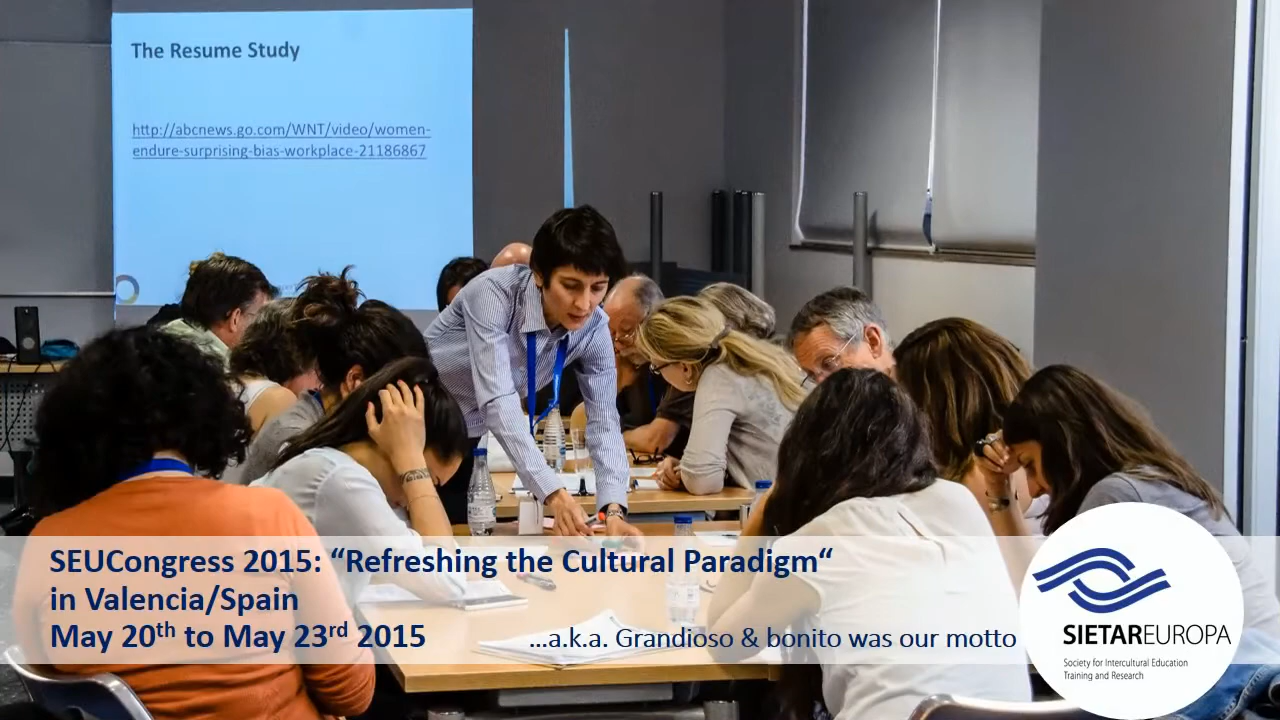 The Resume Study
http://abcnews.go.com/WNT/video/women-
endure-surprising-bias-workplace-21186867
SEUCongress 2015: “Refreshing the Cultural Paradigm“
in Valencia/Spain
May 20th to May 23rd 2015
...a.k.a. Grandioso & bonito was our motto
SIETAREUROPA
Society for Intercultural Education
Training and Research